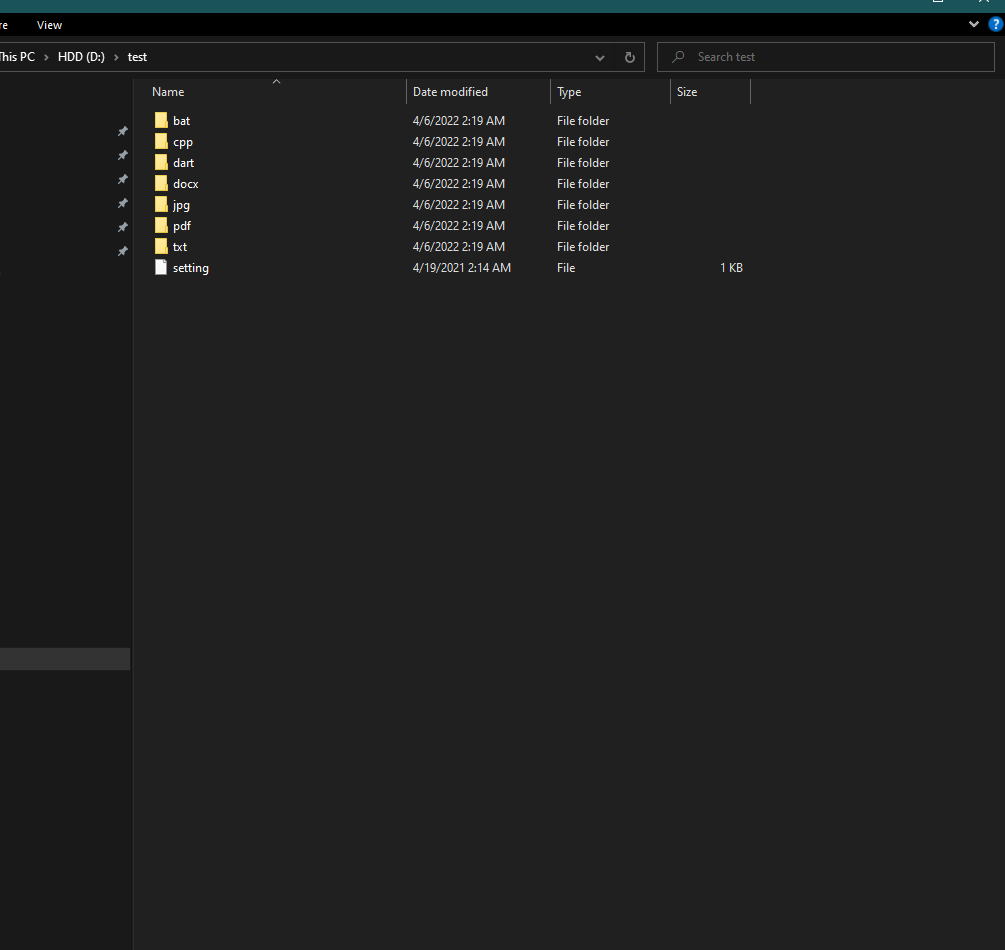 re View ?
This PC > HDD (D:) > test Search test
Name Date modified Type Size
bat 4/6/2022 2:19 AM File folder
cpp 4/6/2022 2:19 AM File folder
dart 4/6/2022 2:19 AM File folder
docx 4/6/2022 2:19 AM File folder
jpg 4/6/2022 2:19 AM File folder
pdf 4/6/2022 2:19 AM File folder
txt 4/6/2022 2:19 AM File folder
setting 4/19/2021 2:14 AM File 1 KB